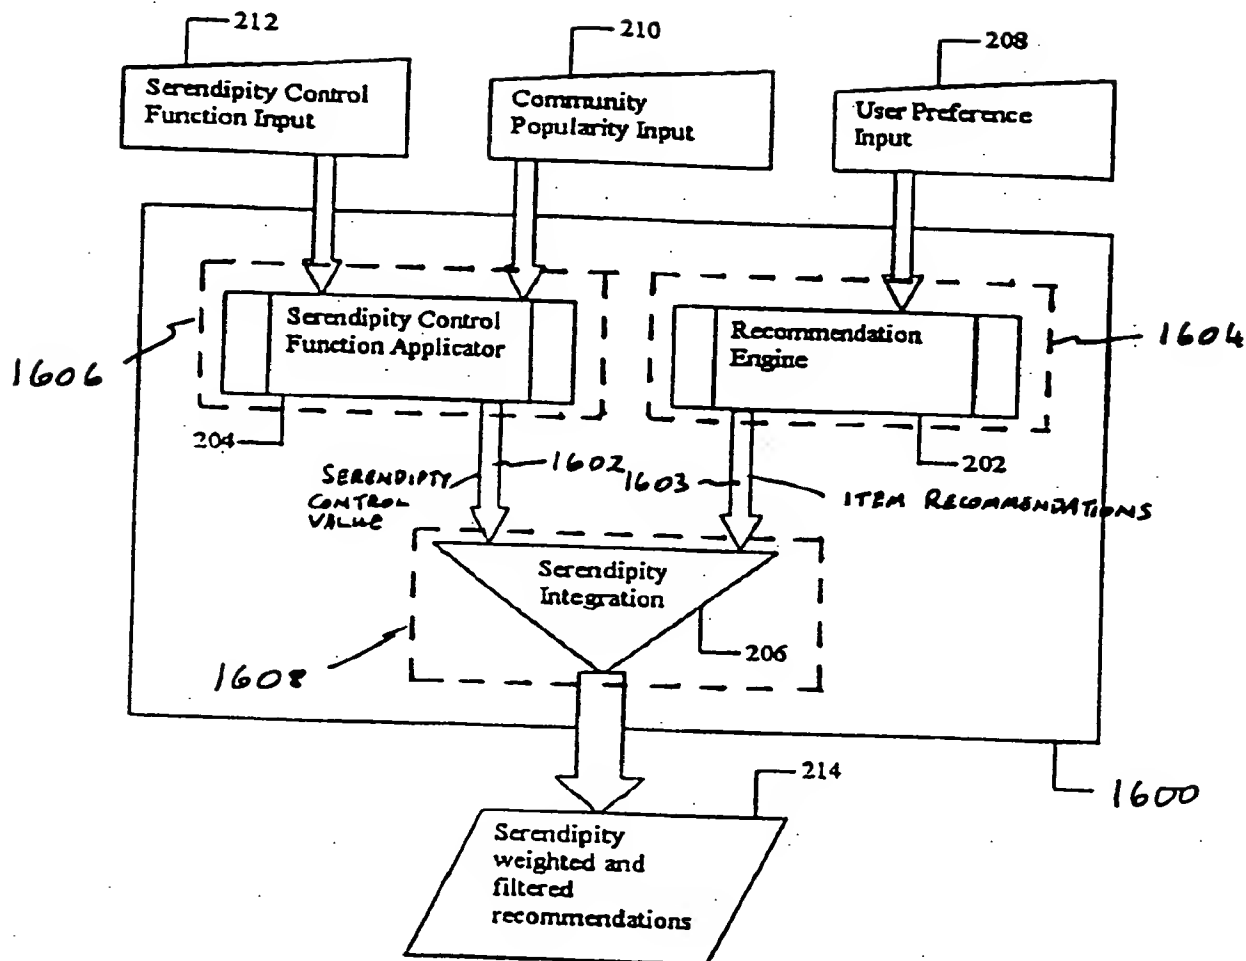 212
210
208
Serendipity Control
Function Input
Community
Popularity Input
User Preference
Input
Serendipity Control
Function Applicator
Recommendation
Engine
1606
1604
204
202
SERENDIPTY
CONTROL
VALUE
1602
1603
ITEM RECOMMENDATIONS
Serendipity
Integration
206
1608
214
1600
Serendipity
weighted and
filtered
recommendations